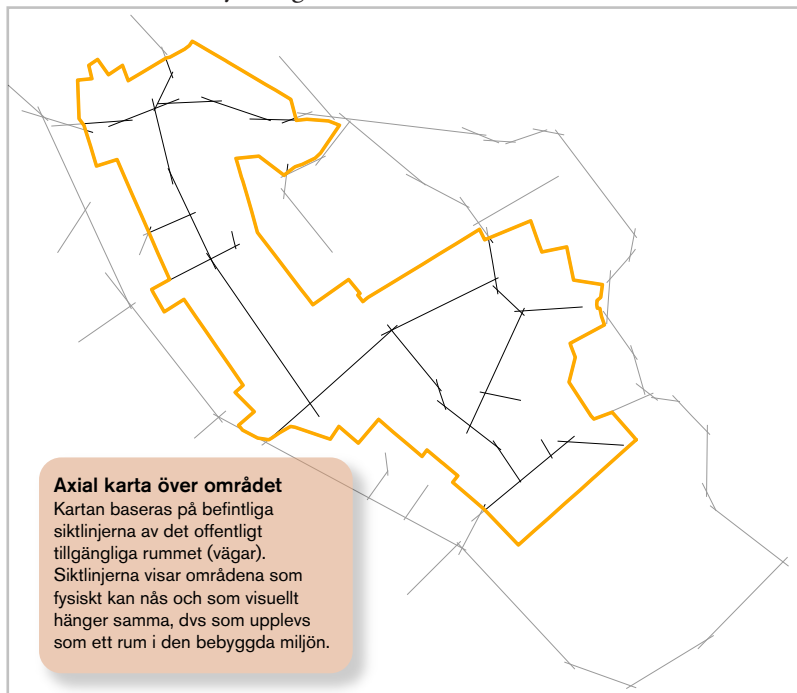 Axial karta över området
Kartan baseras på befintliga
siktlinjerna av det offentligt
tillgängliga rummet (vägar).
Siktlinjerna visar områdena som
fysiskt kan nås och som visuellt
hänger samma, dvs som upplevs
som ett rum i den bebyggda miljön.